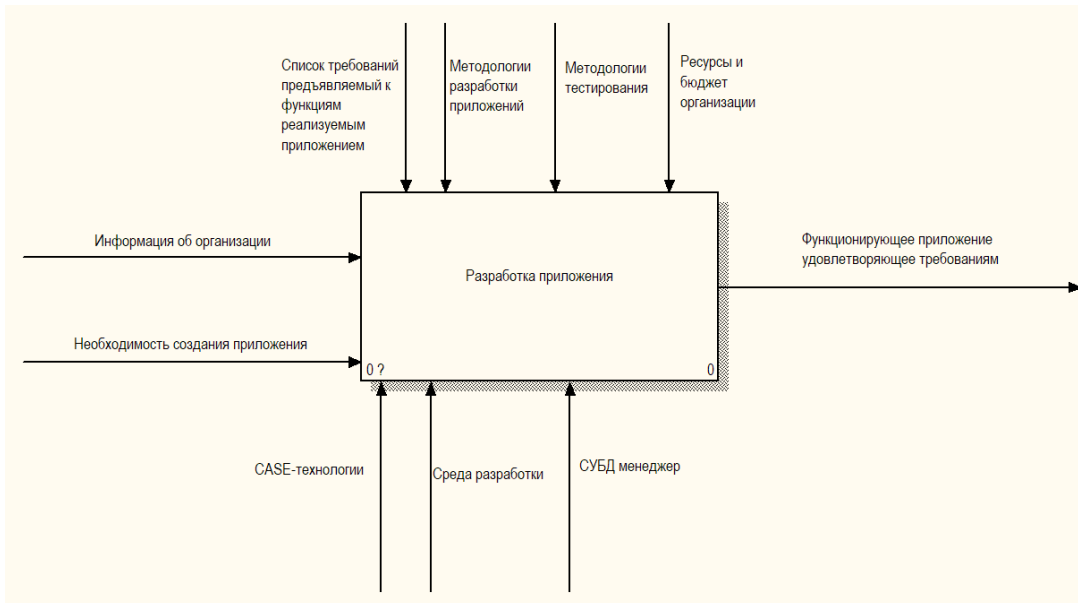 Список требований
предъявляемый к
функциям
реализуемым
приложением
Методологии
разработки
приложений
Методологии
тестирования
Ресурсы и
бюджет
организации
Информация об организации
Необходимость создания приложения
Разработка приложения
0 ?
0
Функционирующее приложение
удовлетворяющее требованиям
CASE-технологии
Среда разработки
СУБД менеджер